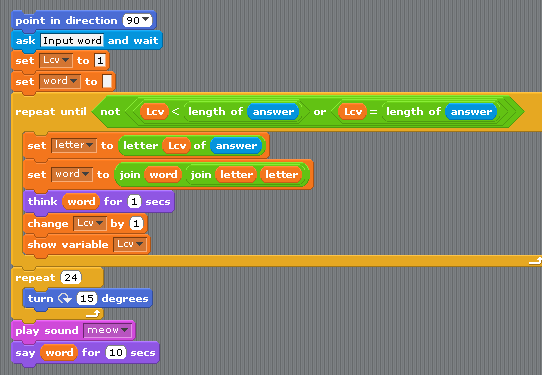 point in direction 90
ask Input word and wait
set Lcv to 1
set word to
repeat until not Lcv < length of answer or Lcv = length of answer
set letter to letter Lcv of answer
set word to join word join letter letter
think word for 1 secs
change Lcv by 1
show variable Lcv
repeat 24
turn 15 degrees
play sound meow
say word for 10 secs